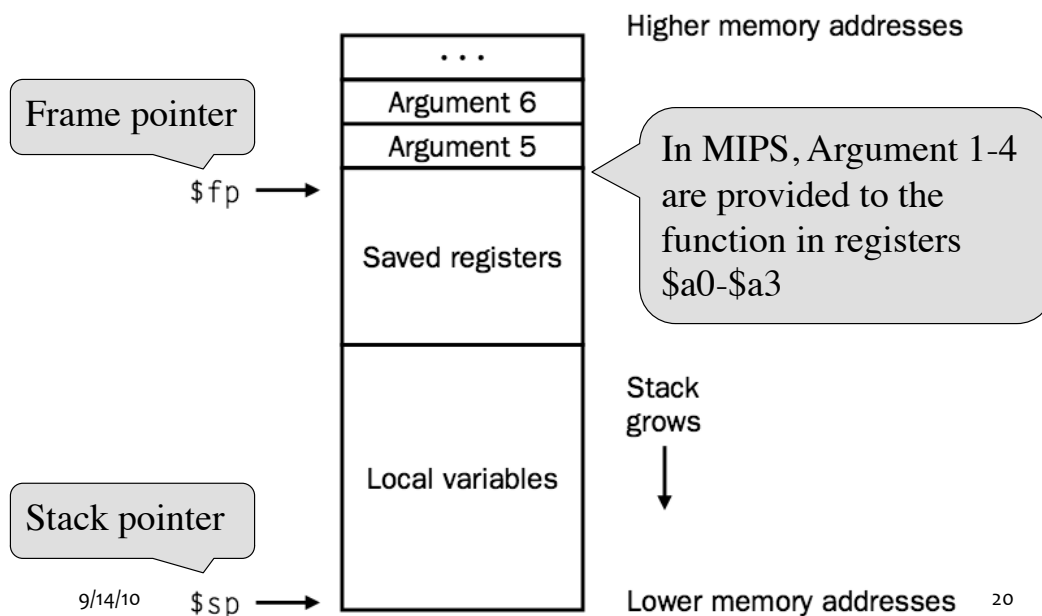 Higher memory addresses
. . .
Argument 6
Argument 5
Frame pointer
$fp
In MIPS, Argument 1-4
are provided to the
function in registers
$a0-$a3
Saved registers
Stack
grows
Local variables
Stack pointer
9/14/10
$sp
Lower memory addresses
20